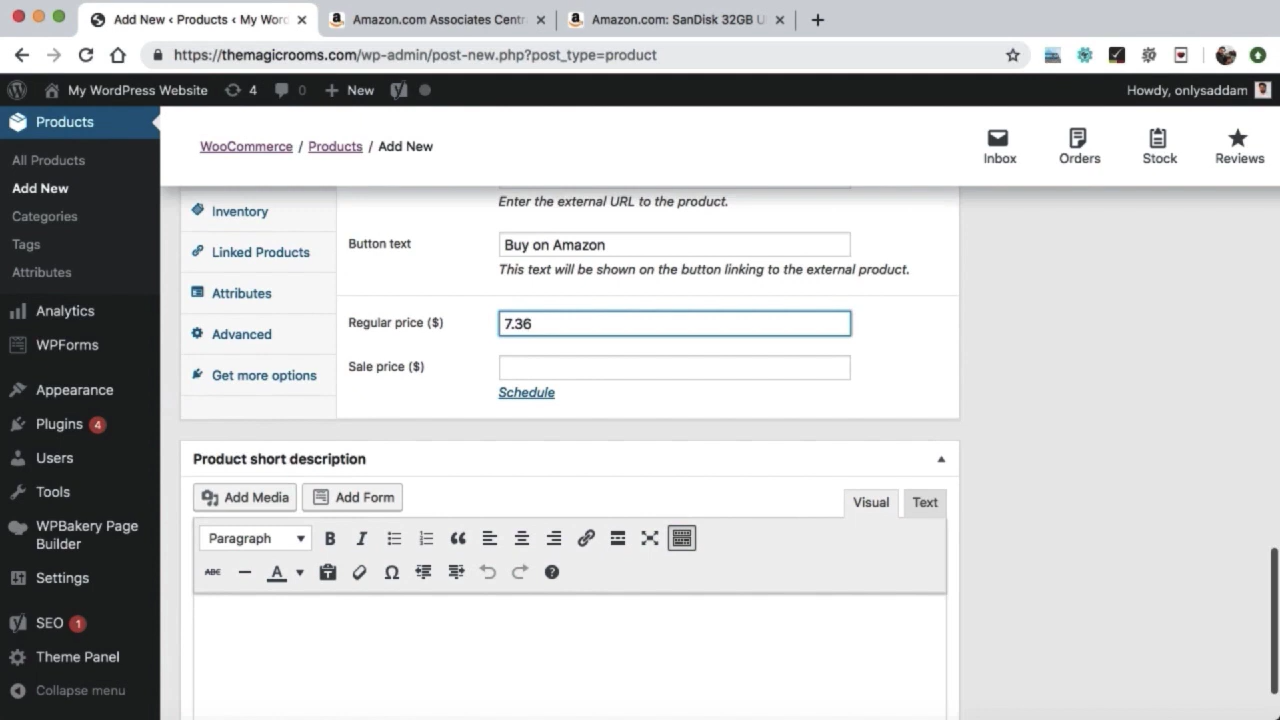 Add New ‹ Products ‹ My Word
Amazon.com Associates Centr
Amazon.com: SanDisk 32GB U
https://themagicrooms.com/wp-admin/post-new.php?post_type=product
My WordPress Website
4
0
New
Howdy, onlysaddam
Products
All Products
Add New
Categories
Tags
Attributes
Analytics
WPForms
Appearance
Plugins 4
Users
Tools
WPBakery Page
Builder
Settings
SEO 1
Theme Panel
Collapse menu
WooCommerce / Products / Add New
Inbox
Orders
Stock
Reviews
Inventory
Linked Products
Attributes
Advanced
Get more options
Enter the external URL to the product.
Button text
Buy on Amazon
This text will be shown on the button linking to the external product.
Regular price ($)
7.36
Sale price ($)
Schedule
Product short description
Add Media
Add Form
Visual
Text
Paragraph
B
I
ABC
A